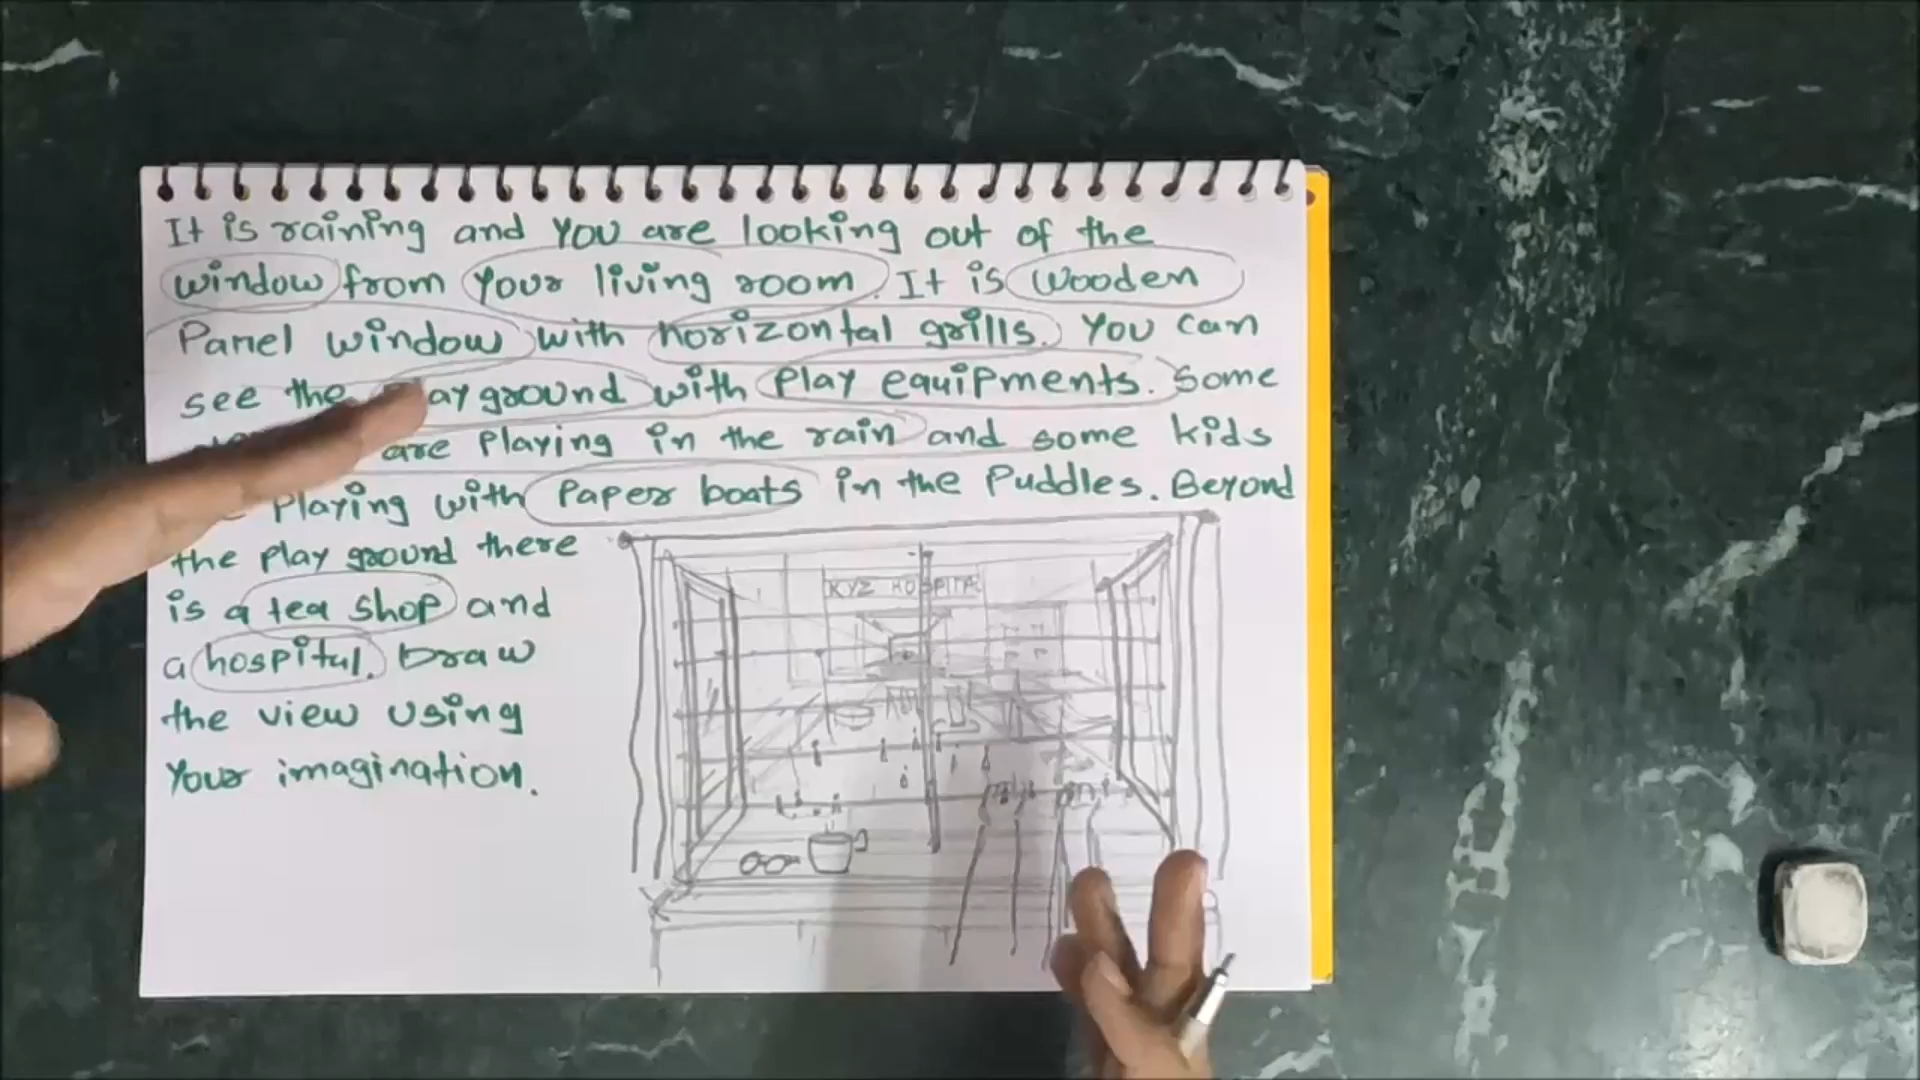 It is raining and you are looking out of the
window from your living room. It is wooden
Panel window with horizontal grills. You can
see the ayground with Play equipments. Some
are Playing in the rain and some kids
Playing with Paper boats in the Puddles. Beyond
the Play ground there
is a tea shop and
a hospital. Draw
the view using
Your imagination.
XYZ HOSPITAL